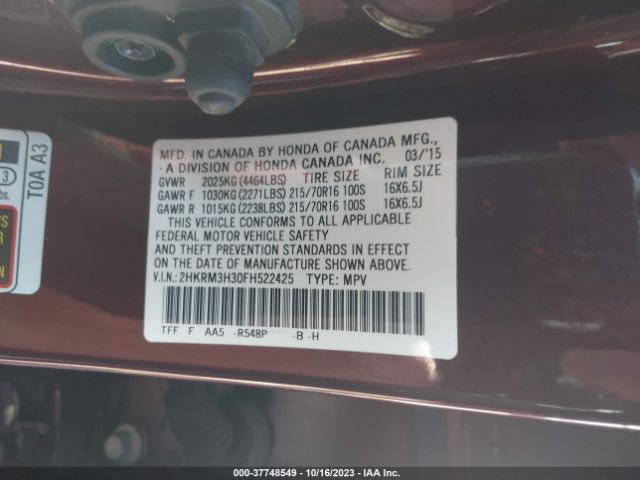 MFD. IN CANADA BY HONDA OF CANADA MFG.,
A DIVISION OF HONDA CANADA INC. 03/'15
GVWR 2025KG(4464LBS) TIRE SIZE RIM SIZE
GAWR F 1030KG(2271LBS) 215/70R16 100S 16X6.5J
GAWR R 1015KG(2238LBS) 215/70R16 100S 16X6.5J
THIS VEHICLE CONFORMS TO ALL APPLICABLE
FEDERAL MOTOR VEHICLE SAFETY
AND THEFT PREVENTION STANDARDS IN EFFECT
ON THE DATE OF MANUFACTURE SHOWN ABOVE.
V.I.N.: 2HKRM3H30FH522425 TYPE: MPV
TFF F AA5 -R548P -B -H
TOA A3
3
lbs.
000-37748549 - 10/16/2023 - IAA Inc.